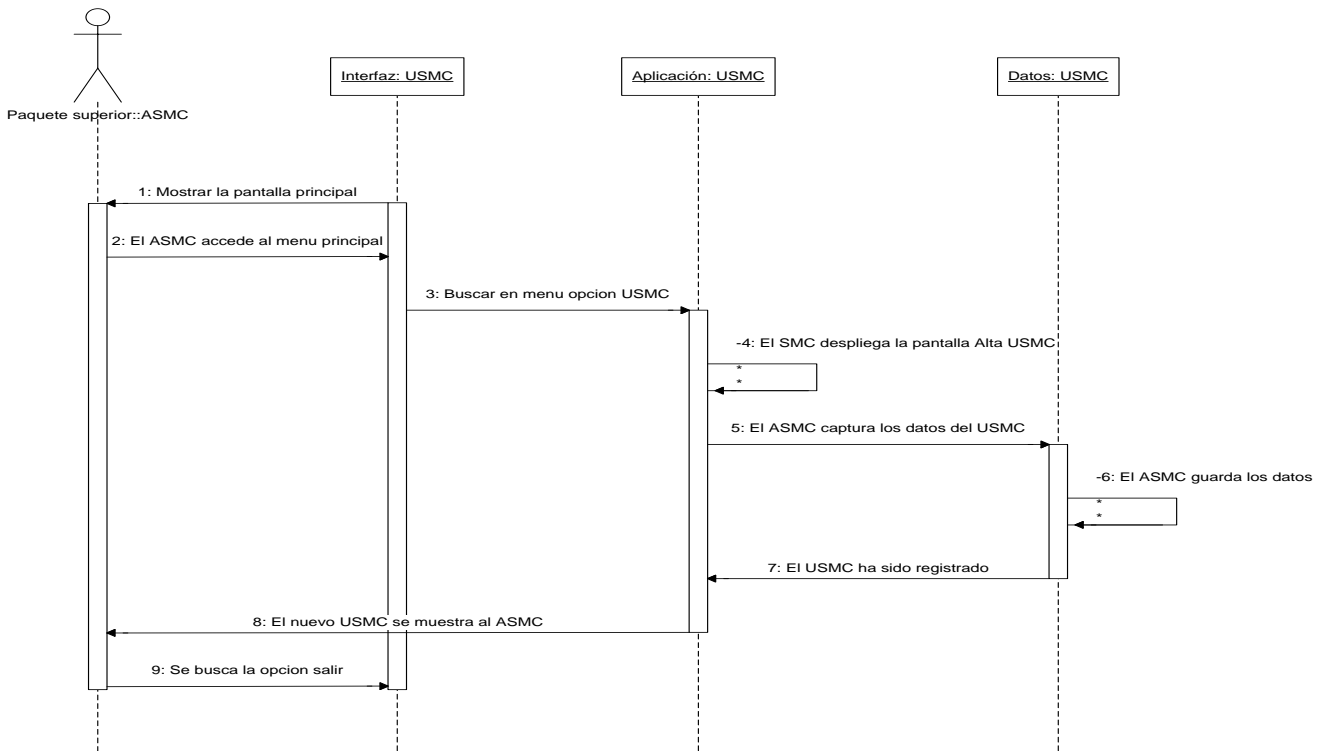 Interfaz: USMC
Aplicación: USMC
Datos: USMC
Paquete superior::ASMC
1: Mostrar la pantalla principal
2: El ASMC accede al menu principal
3: Buscar en menu opcion USMC
-4: El SMC despliega la pantalla Alta USMC
*
*
5: El ASMC captura los datos del USMC
-6: El ASMC guarda los datos
*
*
7: El USMC ha sido registrado
8: El nuevo USMC se muestra al ASMC
9: Se busca la opcion salir